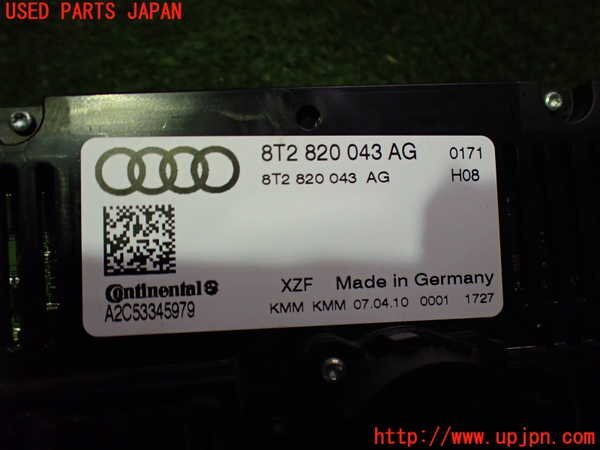 USED PARTS JAPAN
8T2 820 043 AG 0171
8T2 820 043 AG H08
Continental
A2C53345979
XZF Made in Germany
KMM KMM 07.04.10 0001 1727
http://www.upjpn.com/